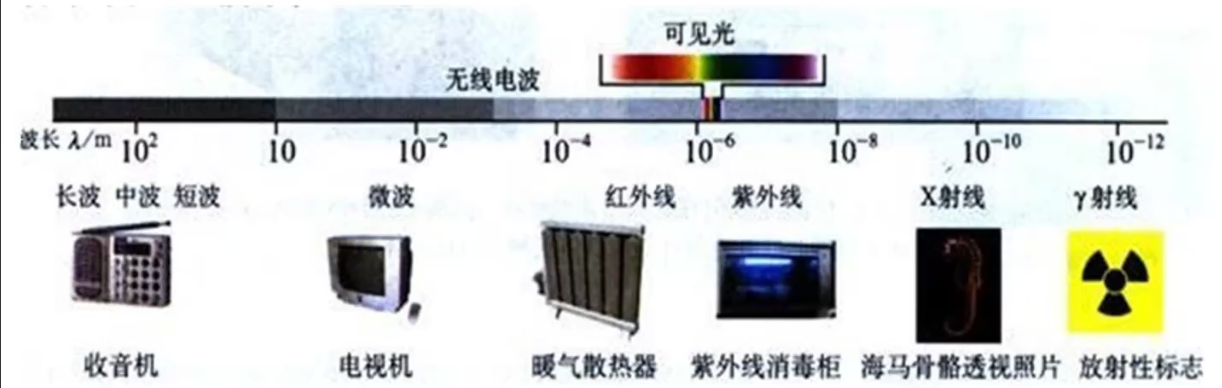 可见光
无线电波
波长 λ/m 10² 10 10⁻² 10⁻⁴ 10⁻⁶ 10⁻⁸ 10⁻¹⁰ 10⁻¹²
长波 中波 短波 微波 红外线 紫外线 X射线 γ射线
收音机 电视机 暖气散热器 紫外线消毒柜 海马骨骼透视照片 放射性标志